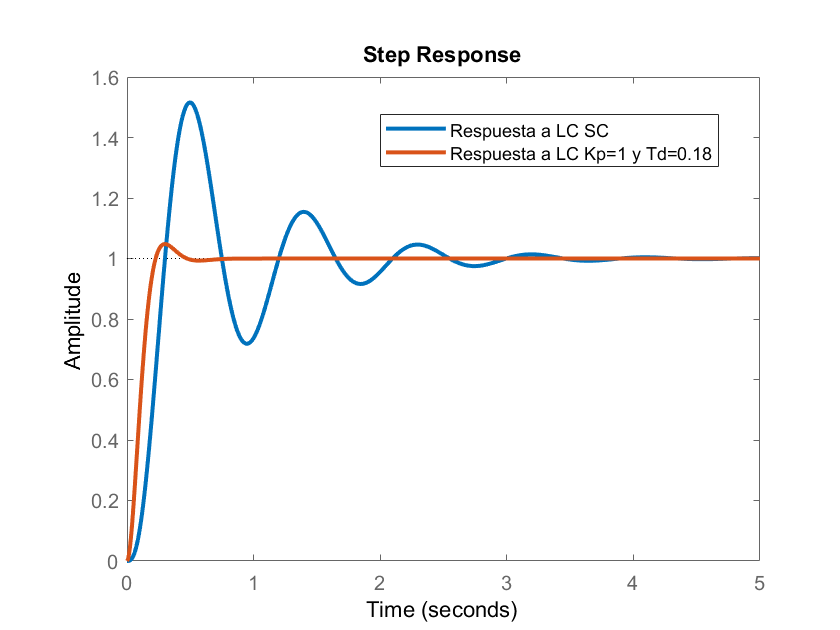 Step Response
1.6
1.4
1.2
1
0.8
0.6
0.4
0.2
0
Amplitude
Respuesta a LC SC
Respuesta a LC Kp=1 y Td=0.18
0 1 2 3 4 5
Time (seconds)